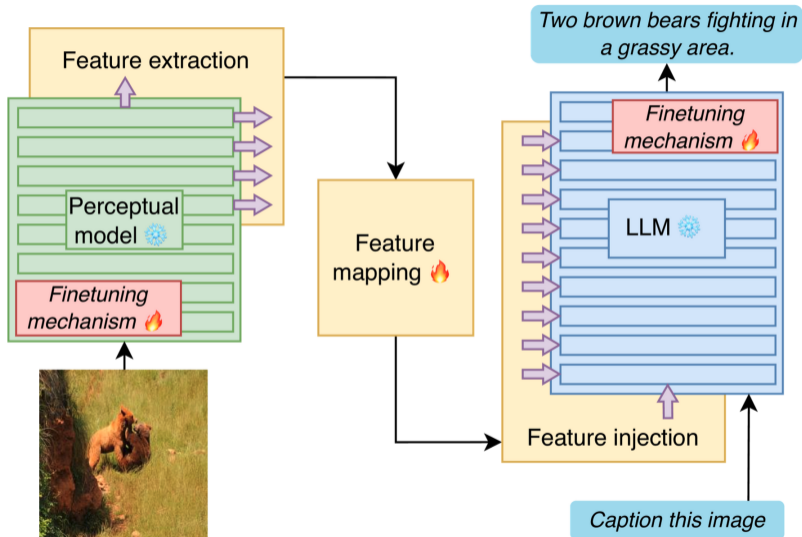 Feature extraction
Perceptual
model
Finetuning
mechanism
Feature
mapping
Two brown bears fighting in
a grassy area.
Finetuning
mechanism
LLM
Feature injection
Caption this image